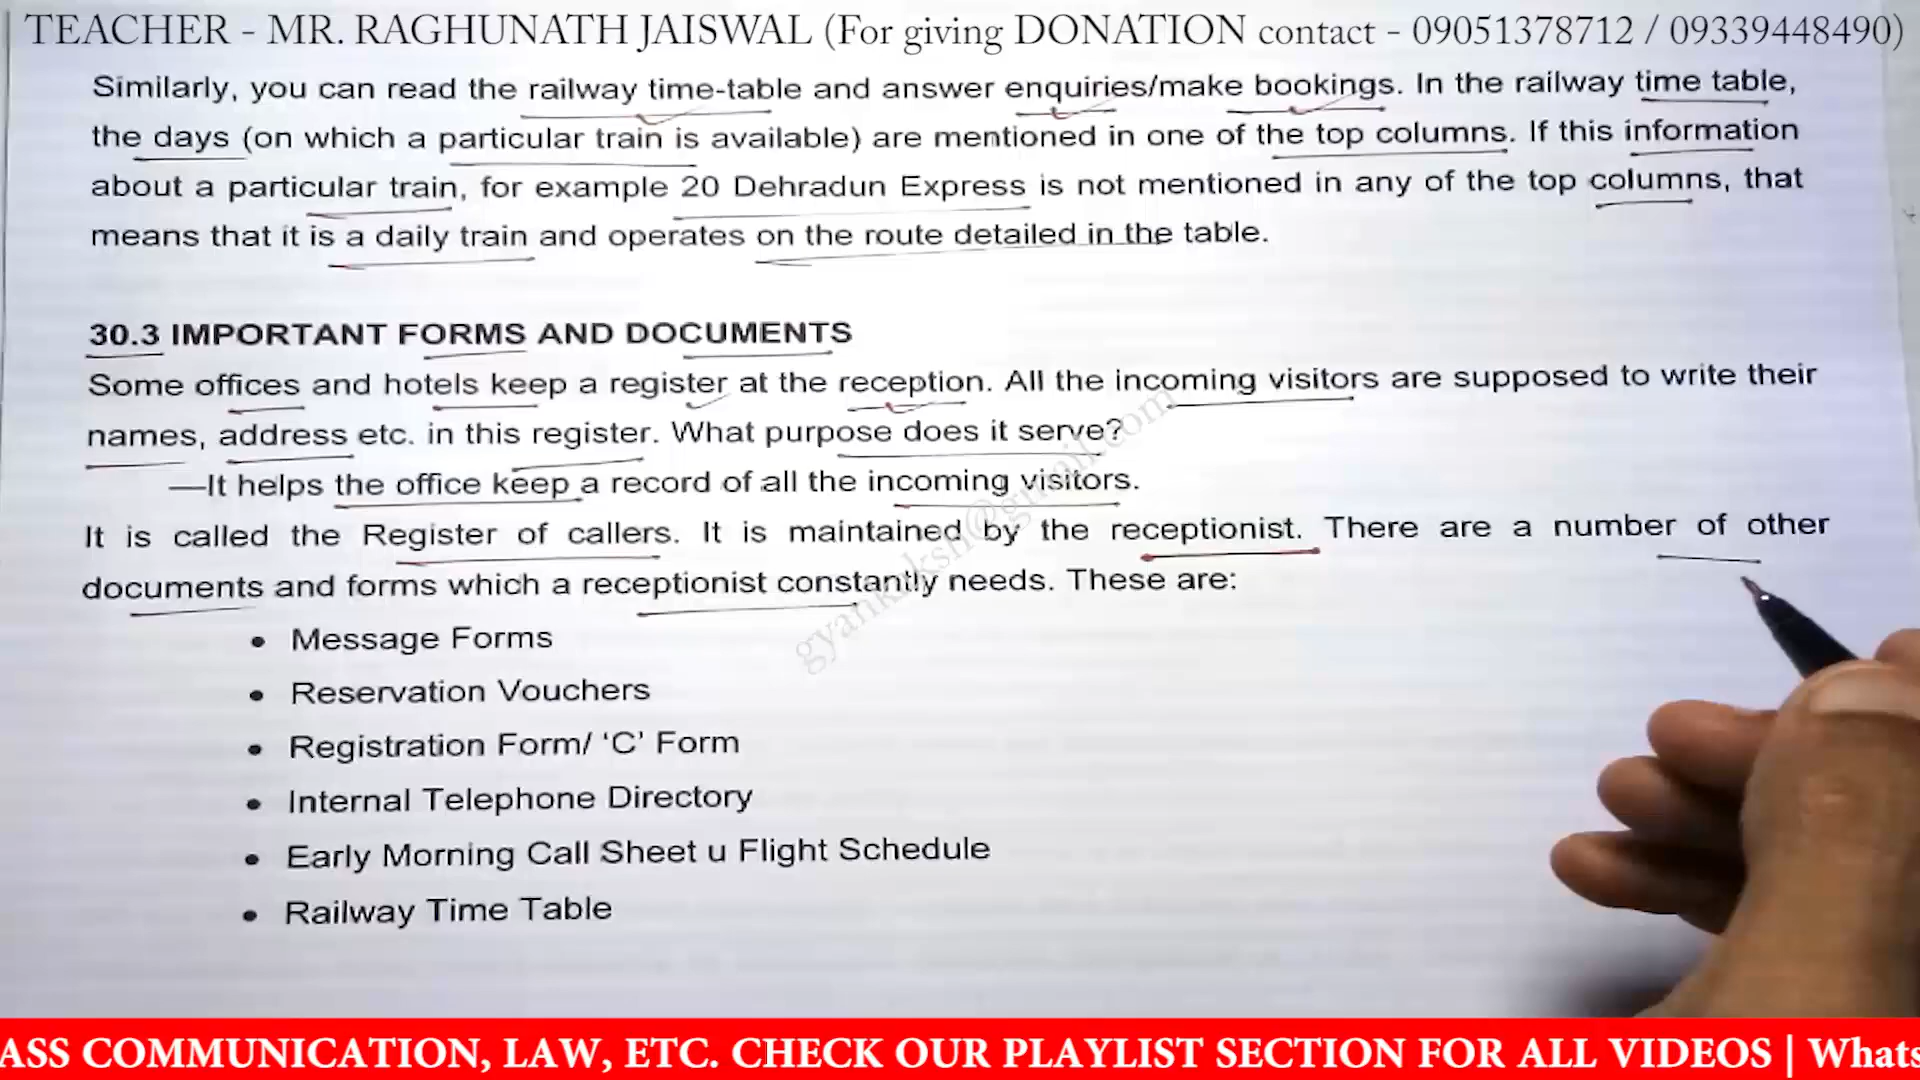 TEACHER - MR. RAGHUNATH JAISWAL (For giving DONATION contact - 09051378712 / 09339448490)
Similarly, you can read the railway time-table and answer enquiries/make bookings. In the railway time table,
the days (on which a particular train is available) are mentioned in one of the top columns. If this information
about a particular train, for example 20 Dehradun Express is not mentioned in any of the top columns, that
means that it is a daily train and operates on the route detailed in the table.
30.3 IMPORTANT FORMS AND DOCUMENTS
Some offices and hotels keep a register at the reception. All the incoming visitors are supposed to write their
names, address etc. in this register. What purpose does it serve?
—It helps the office keep a record of all the incoming visitors.
It is called the Register of callers. It is maintained by the receptionist. There are a number of other
documents and forms which a receptionist constantly needs. These are:
• Message Forms
• Reservation Vouchers
• Registration Form/ ‘C’ Form
• Internal Telephone Directory
• Early Morning Call Sheet u Flight Schedule
• Railway Time Table
ASS COMMUNICATION, LAW, ETC. CHECK OUR PLAYLIST SECTION FOR ALL VIDEOS | Whats